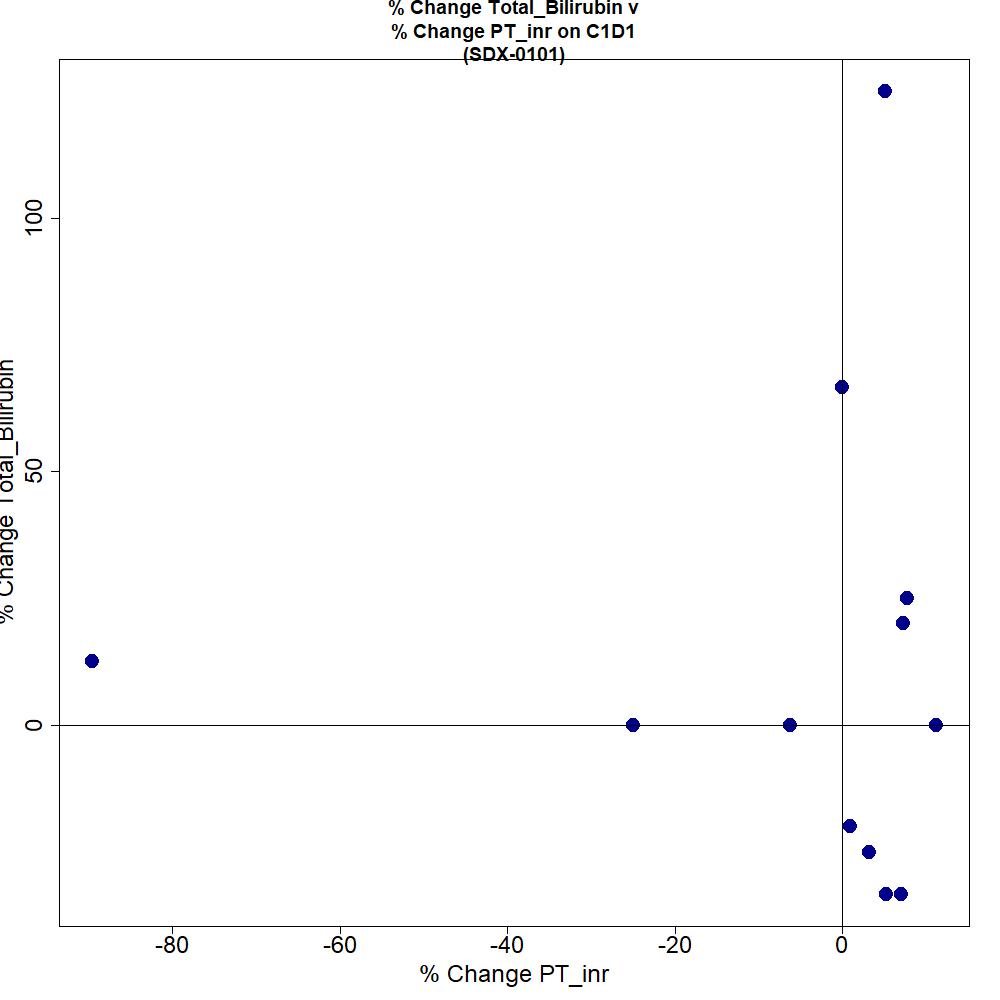 % Change Total_Bilirubin v
% Change PT_inr on C1D1
(SDX-0101)
% Change Total_Bilirubin
100
50
0
-80
-60
-40
-20
0
% Change PT_inr